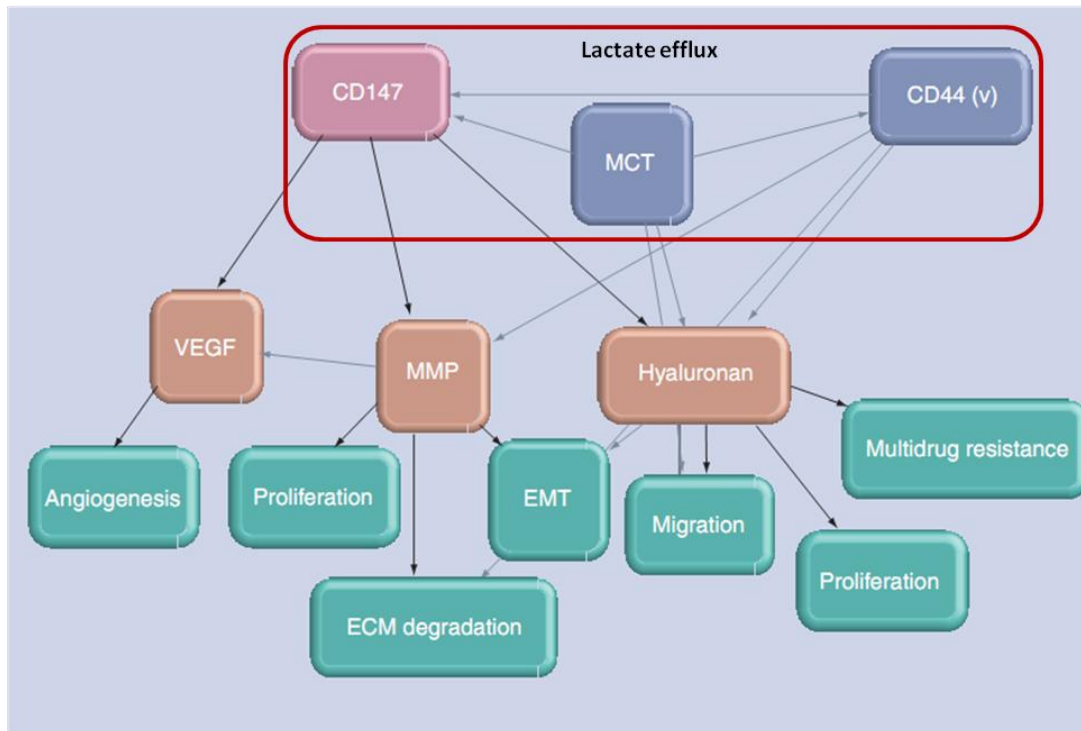 Lactate efflux
CD147
CD44 (v)
MCT
VEGF
MMP
Hyaluronan
Multidrug resistance
Angiogenesis
Proliferation
EMT
Migration
Proliferation
ECM degradation